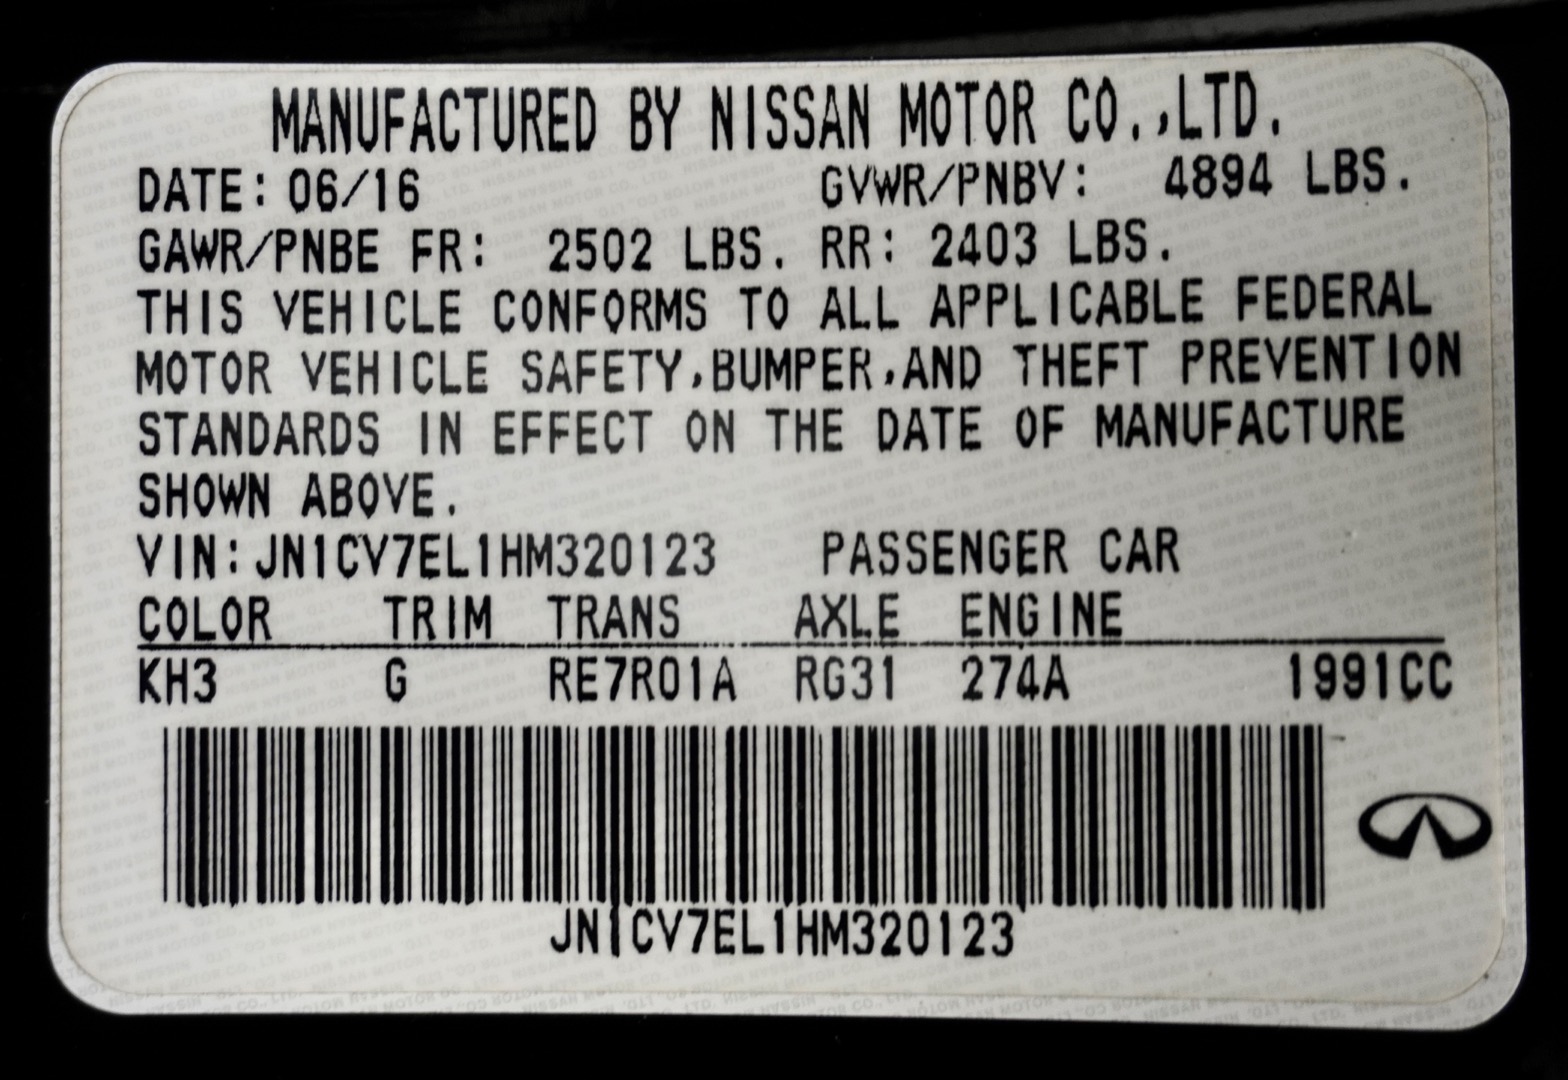 MANUFACTURED BY NISSAN MOTOR CO.,LTD.
DATE: 06/16 GVWR/PNBV: 4894 LBS.
GAWR/PNBE FR: 2502 LBS. RR: 2403 LBS.
THIS VEHICLE CONFORMS TO ALL APPLICABLE FEDERAL
MOTOR VEHICLE SAFETY,BUMPER,AND THEFT PREVENTION
STANDARDS IN EFFECT ON THE DATE OF MANUFACTURE
SHOWN ABOVE.
VIN:JN1CV7EL1HM320123 PASSENGER CAR
COLOR TRIM TRANS AXLE ENGINE
KH3 G RE7R01A RG31 274A 1991CC
JN1CV7EL1HM320123